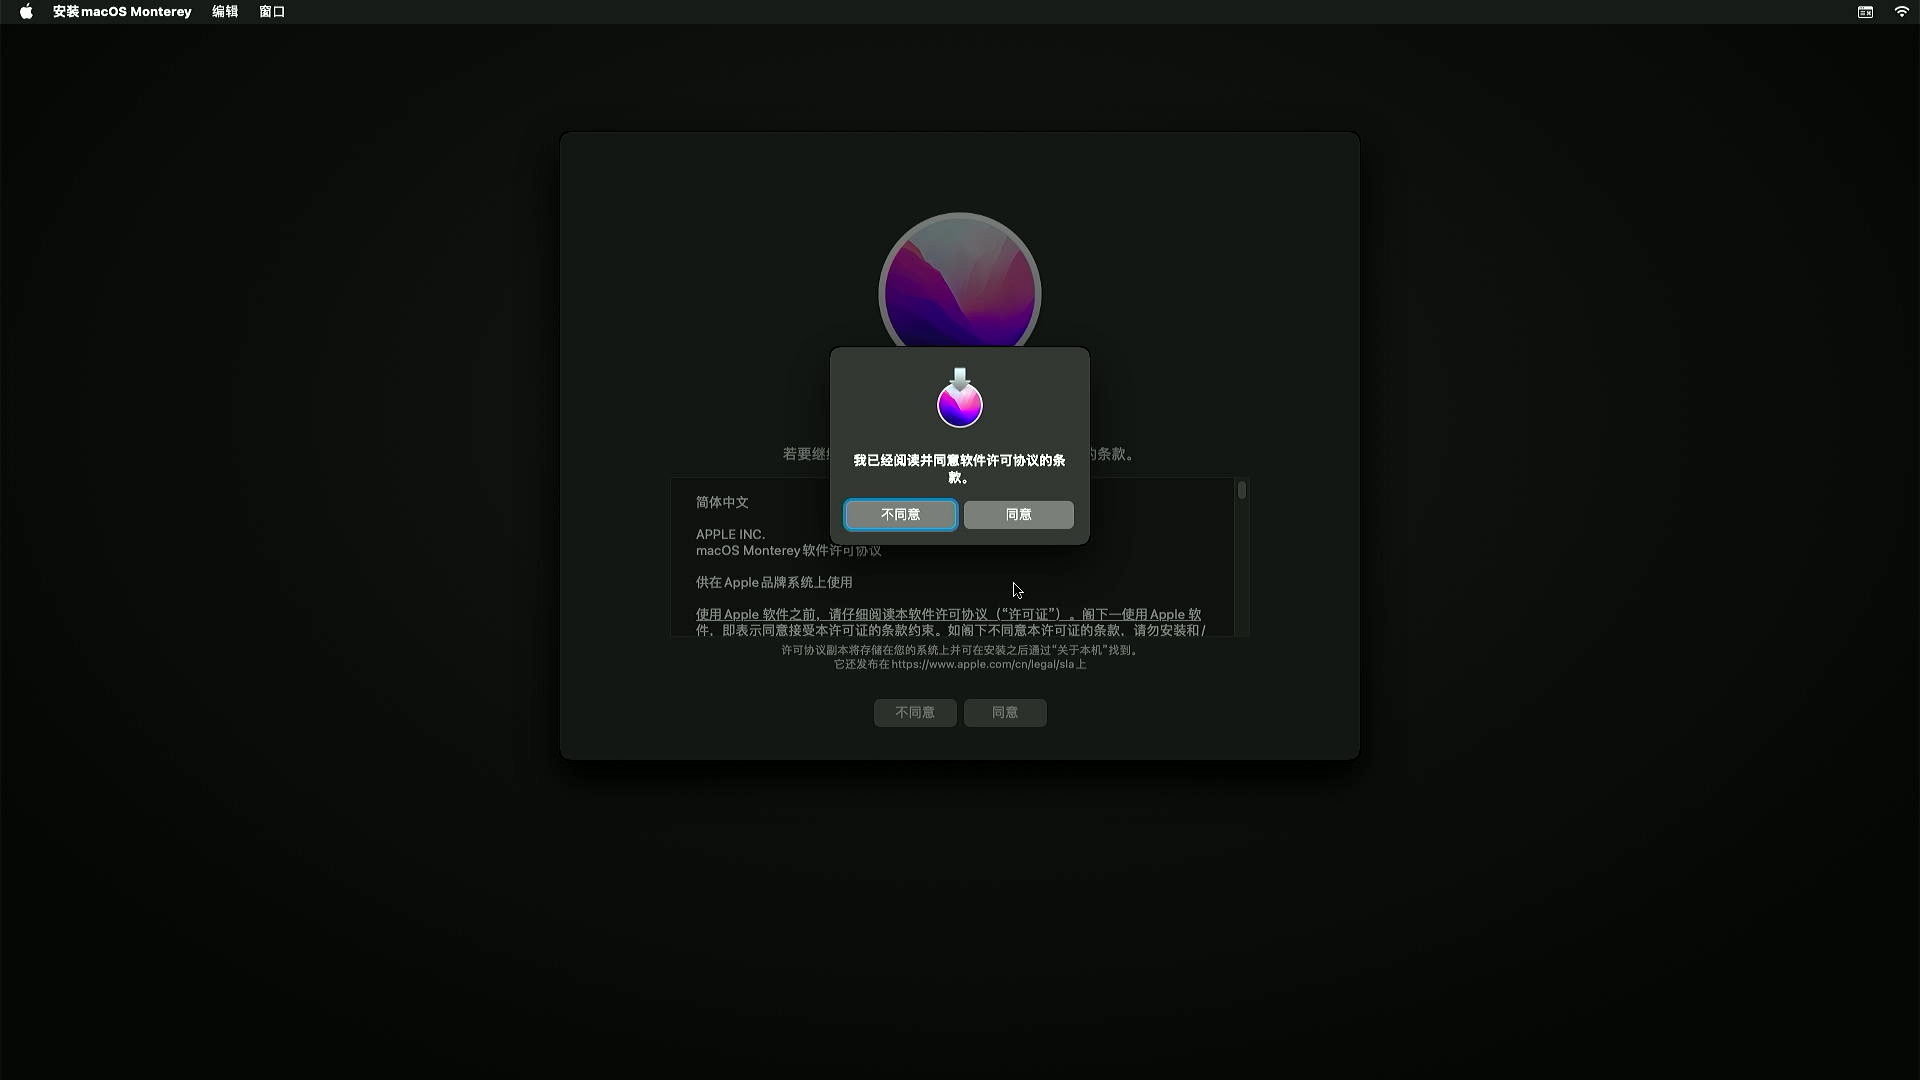 安装macOS Monterey 编辑 窗口
若要继
的条款。
我已经阅读并同意软件许可协议的条
款。
不同意 同意
简体中文
APPLE INC.
macOS Monterey软件许可协议
供在Apple品牌系统上使用
使用Apple 软件之前，请仔细阅读本软件许可协议（“许可证”）。阁下一使用Apple 软
件，即表示同意接受本许可证的条款约束。如阁下不同意本许可证的条款，请勿安装和/
许可协议副本将存储在您的系统上并可在安装之后通过“关于本机”找到。
它还发布在https://www.apple.com/cn/legal/sla上
不同意 同意